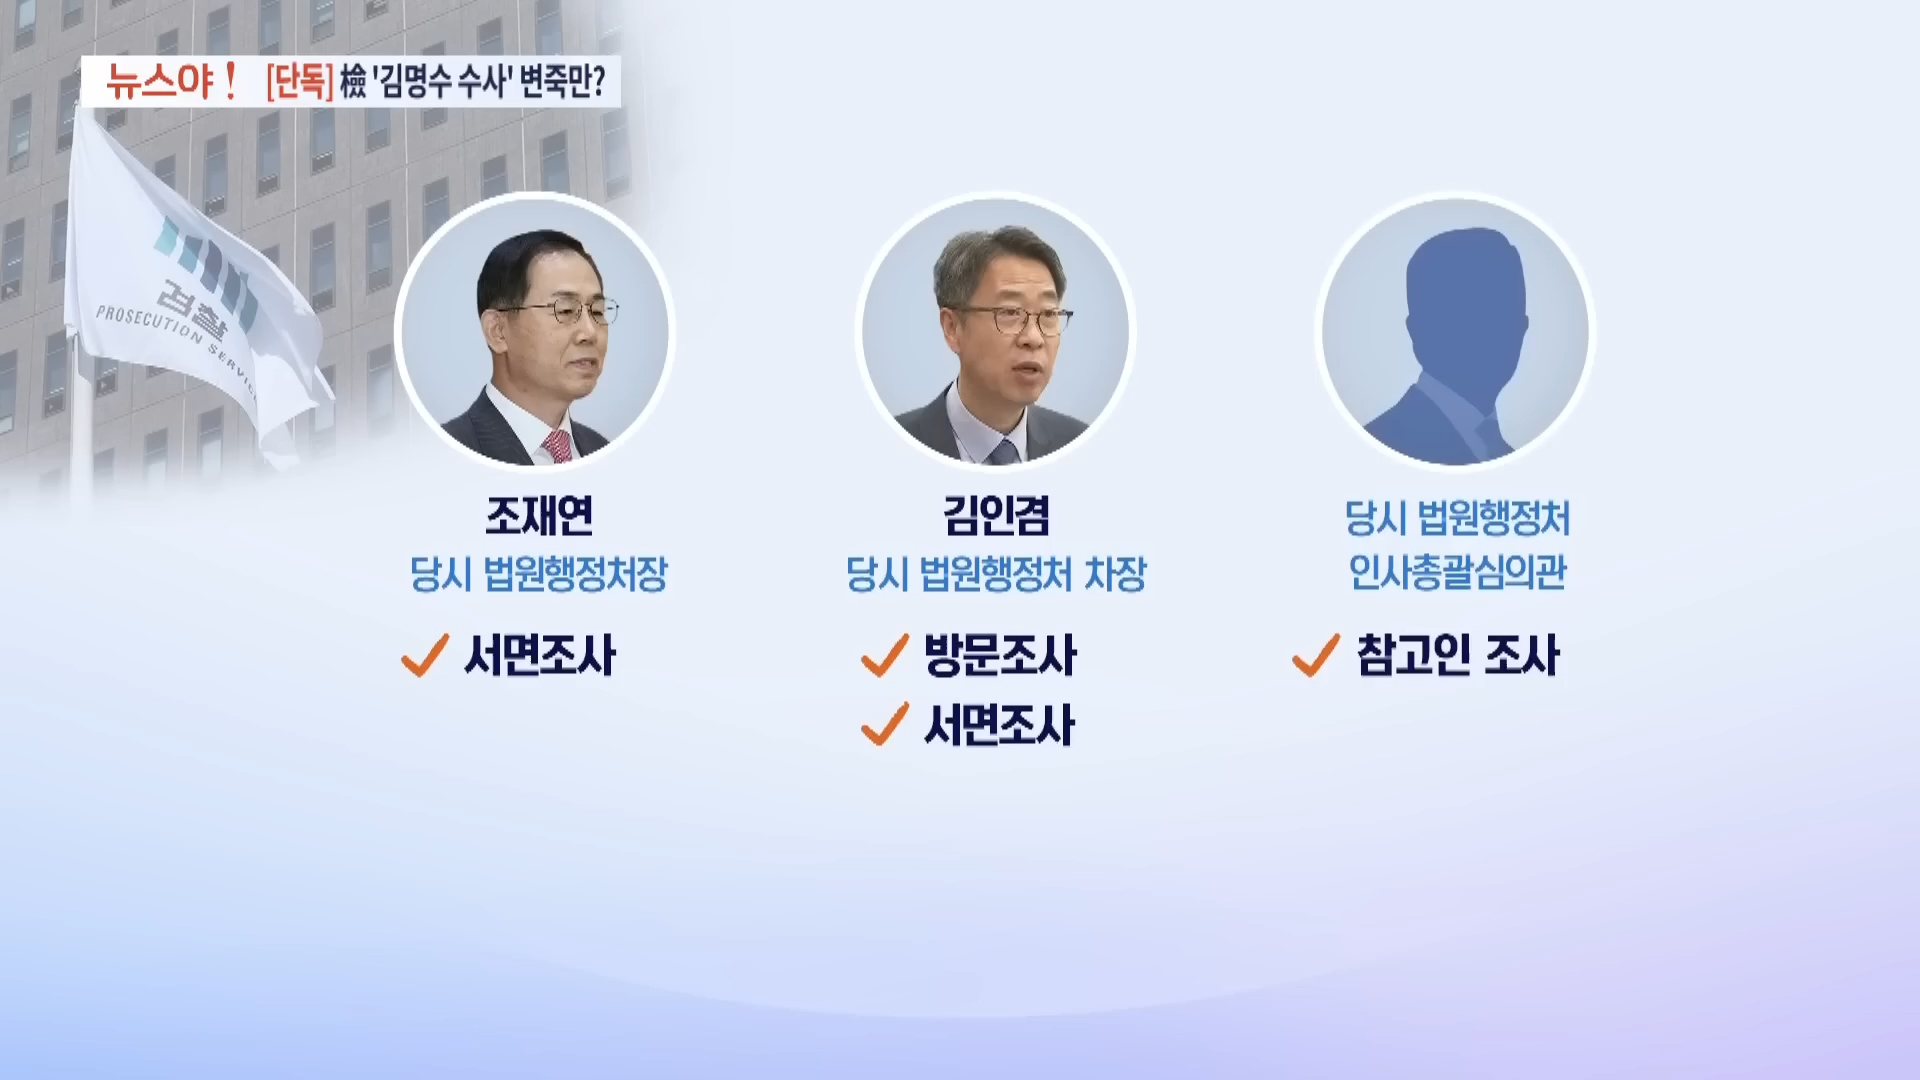 뉴스야! [단독] 檢 '김명수 수사' 변죽만?
검찰
PROSECUTION SERVICE
조재연
당시 법원행정처장
서면조사
김인겸
당시 법원행정처 차장
방문조사
서면조사
당시 법원행정처
인사총괄심의관
참고인 조사